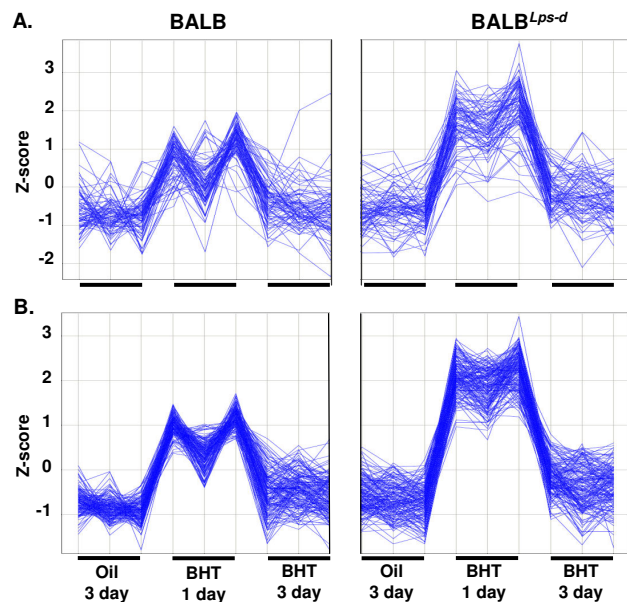 A.
BALB
BALB^Lps-d
Z-score
3
2
1
0
-1
-2
B.
Z-score
3
2
1
0
-1
Oil
3 day
BHT
1 day
BHT
3 day
Oil
3 day
BHT
1 day
BHT
3 day